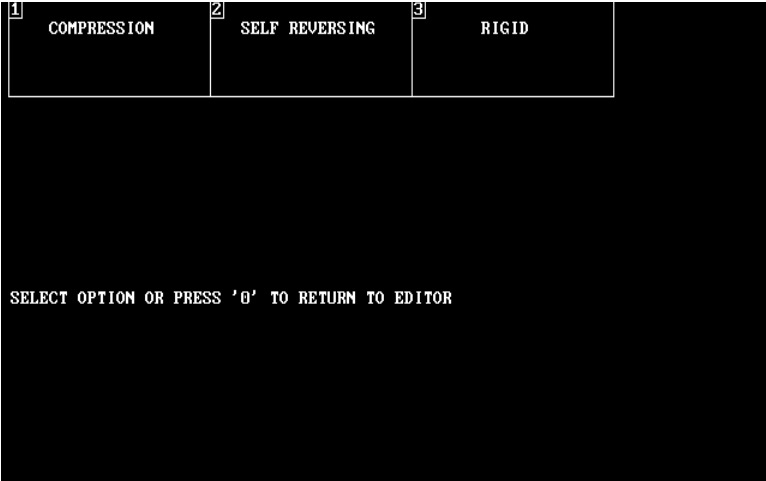 1 2 3
COMPRESSION SELF REVERSING RIGID
SELECT OPTION OR PRESS '0' TO RETURN TO EDITOR